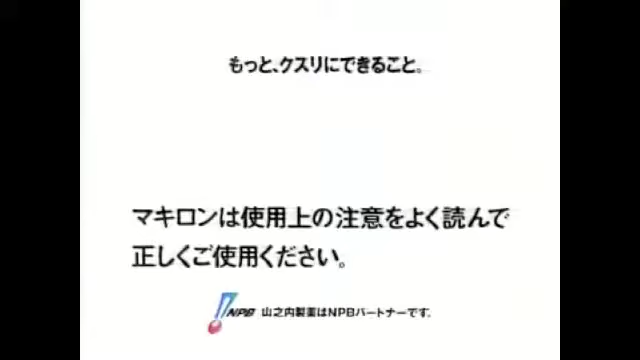 もっと、クスリにできること。
マキロンは使用上の注意をよく読んで
正しくご使用ください。
NPB 山之内製薬はNPBパートナーです.